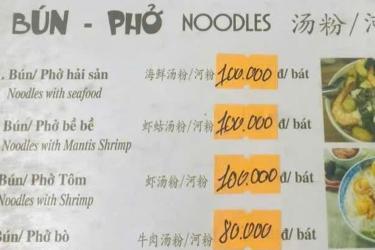 BÚN - PHỞ NOODLES 汤粉/河
. Bún/ Phở hải sản 海鲜汤粉/河粉 100.000 đ/ bát
Noodles with seafood
Bún/ Phở bề bề 虾蛄汤粉/河粉 100.000 đ/ bát
Noodles with Mantis Shrimp
Bún/ Phở Tôm 虾汤粉/河粉 100.000 đ/ bát
Noodles with Shrimp
Bún/ Phở bò 牛肉汤粉/河粉 80.000 đ/ bát